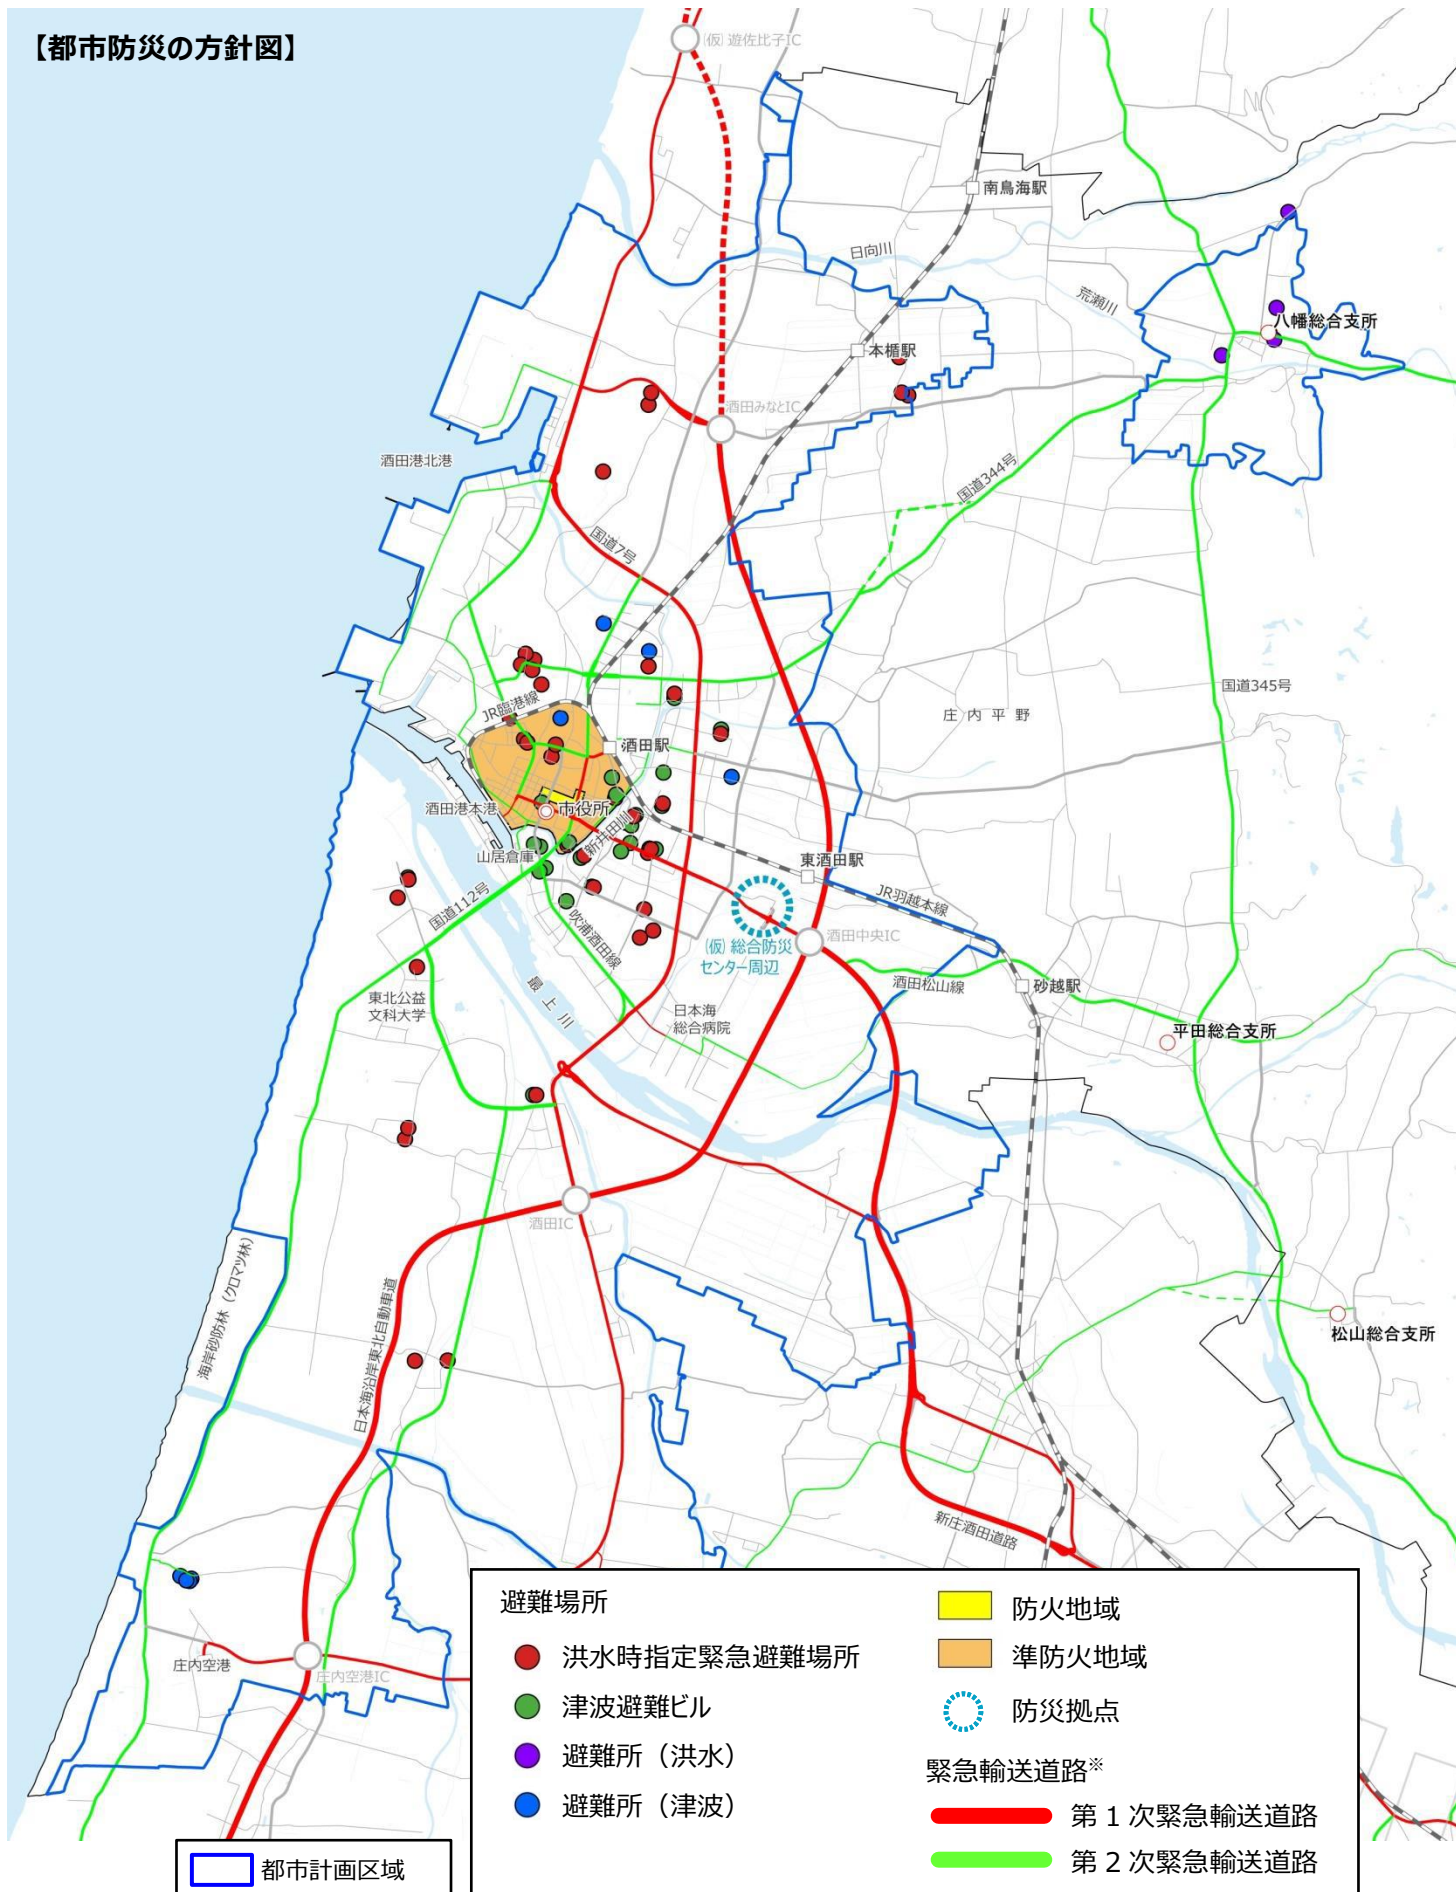 【都市防災の方針図】
(仮) 遊佐比子IC
南鳥海駅
日向川
荒瀬川
八幡総合支所
本楯駅
酒田みなとIC
酒田港北港
国道344号
国道7号
国道345号
庄内平野
JR臨港線
酒田駅
酒田港本港
市役所
新井田川
山居倉庫
東酒田駅
JR羽越本線
国道112号
吹浦酒田線
(仮) 総合防災
センター周辺
酒田中央IC
酒田松山線
砂越駅
最上川
東北公益
文科大学
日本海
総合病院
平田総合支所
酒田IC
海岸砂防林（クロマツ林）
日本海沿岸東北自動車道
松山総合支所
新庄酒田道路
庄内空港
庄内空港IC
避難場所
洪水時指定緊急避難場所
津波避難ビル
避難所（洪水）
避難所（津波）
防火地域
準防火地域
防災拠点
緊急輸送道路※
第１次緊急輸送道路
第２次緊急輸送道路
都市計画区域